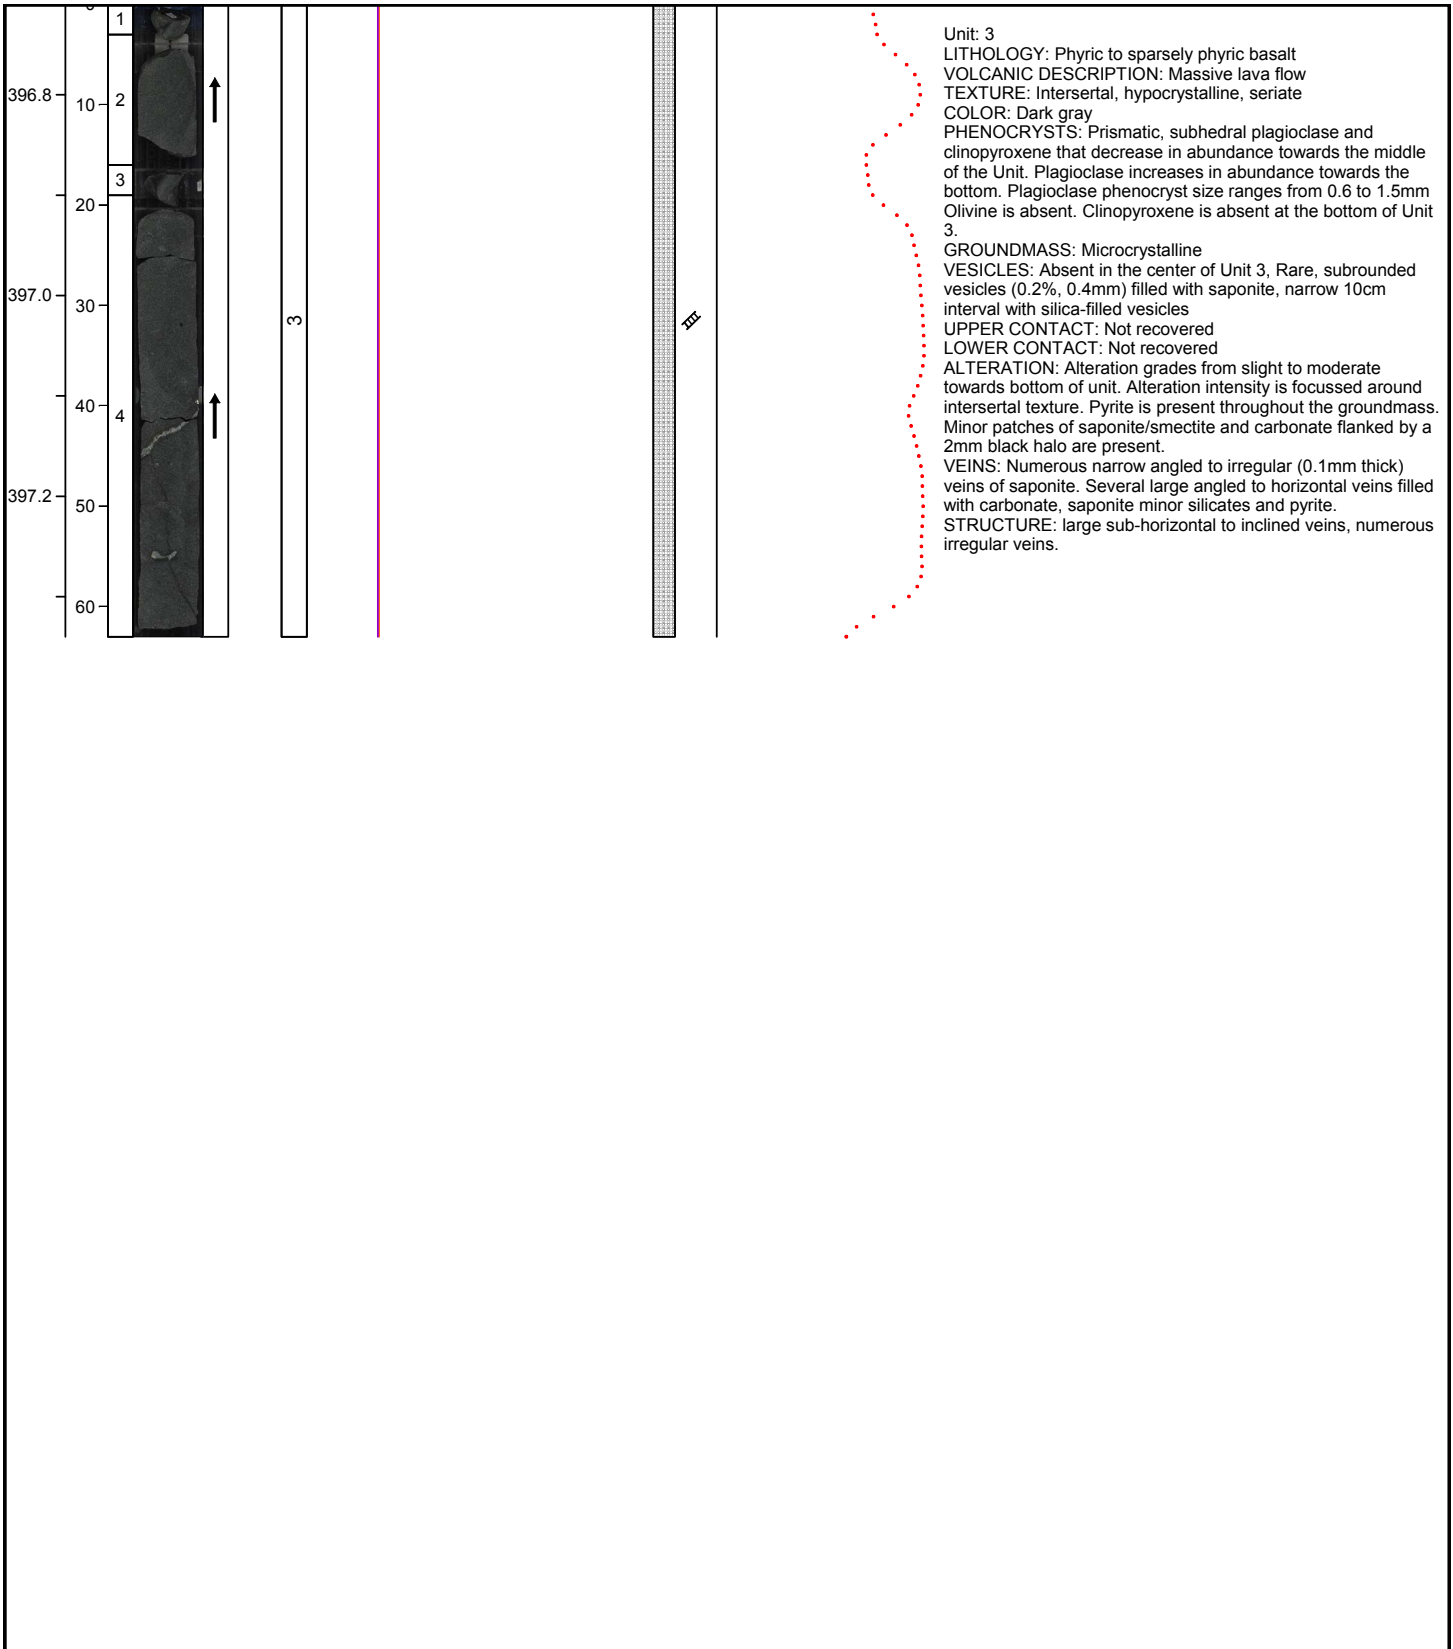 0
1
396.8
10
2
3
20
397.0
30
3
40
4
397.2
50
60
Unit: 3
LITHOLOGY: Phyric to sparsely phyric basalt
VOLCANIC DESCRIPTION: Massive lava flow
TEXTURE: Intersertal, hypocrystalline, seriate
COLOR: Dark gray
PHENOCRYSTS: Prismatic, subhedral plagioclase and
clinopyroxene that decrease in abundance towards the middle
of the Unit. Plagioclase increases in abundance towards the
bottom. Plagioclase phenocryst size ranges from 0.6 to 1.5mm
Olivine is absent. Clinopyroxene is absent at the bottom of Unit
3.
GROUNDMASS: Microcrystalline
VESICLES: Absent in the center of Unit 3, Rare, subrounded
vesicles (0.2%, 0.4mm) filled with saponite, narrow 10cm
interval with silica-filled vesicles
UPPER CONTACT: Not recovered
LOWER CONTACT: Not recovered
ALTERATION: Alteration grades from slight to moderate
towards bottom of unit. Alteration intensity is focussed around
intersertal texture. Pyrite is present throughout the groundmass.
Minor patches of saponite/smectite and carbonate flanked by a
2mm black halo are present.
VEINS: Numerous narrow angled to irregular (0.1mm thick)
veins of saponite. Several large angled to horizontal veins filled
with carbonate, saponite minor silicates and pyrite.
STRUCTURE: large sub-horizontal to inclined veins, numerous
irregular veins.